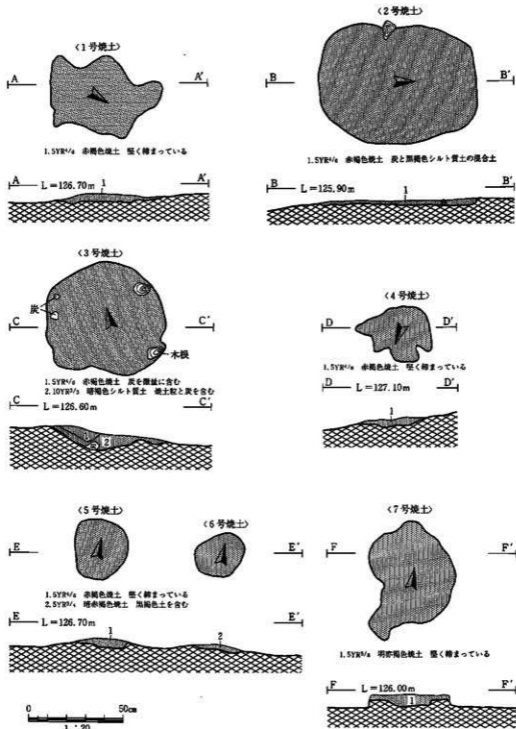 〈1号焼土〉
A A′
1.5YR4/6 赤褐色焼土 堅く締まっている
A A′
L=126.70m
1
〈2号焼土〉
B B′
1.5YR4/6 赤褐色焼土 炭と黒褐色シルト質土の混合土
B B′
L=125.90m
1
〈3号焼土〉
炭
C C′
木根
1.5YR4/6 赤褐色焼土 炭を微量に含む
2.10YR3/3 暗褐色シルト質土 焼土粒と炭を含む
C C′
L=126.60m
1
2
〈4号焼土〉
D D′
1.5YR4/6 赤褐色焼土 堅く締まっている
D D′
L=127.10m
1
〈5号焼土〉
〈6号焼土〉
E E′
1.5YR4/6 赤褐色焼土 堅く締まっている
2.5YR3/4 暗赤褐色焼土 黒褐色土を含む
E E′
L=126.70m
1 2
〈7号焼土〉
F F′
1.5YR5/8 明赤褐色焼土 堅く締まっている
F F′
L=126.00m
1
0 50cm
1:20